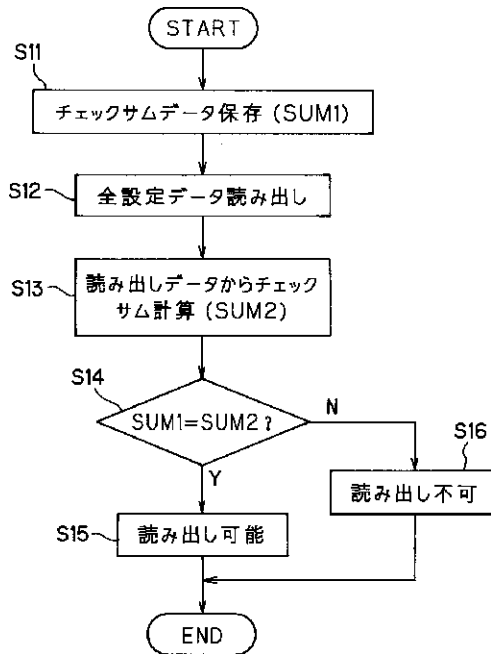 START
S11
チェックサムデータ保存(SUM1)
S12
全設定データ読み出し
S13
読み出しデータからチェック
サム計算(SUM2)
S14
SUM1=SUM2?
N
Y
S16
読み出し不可
S15
読み出し可能
END